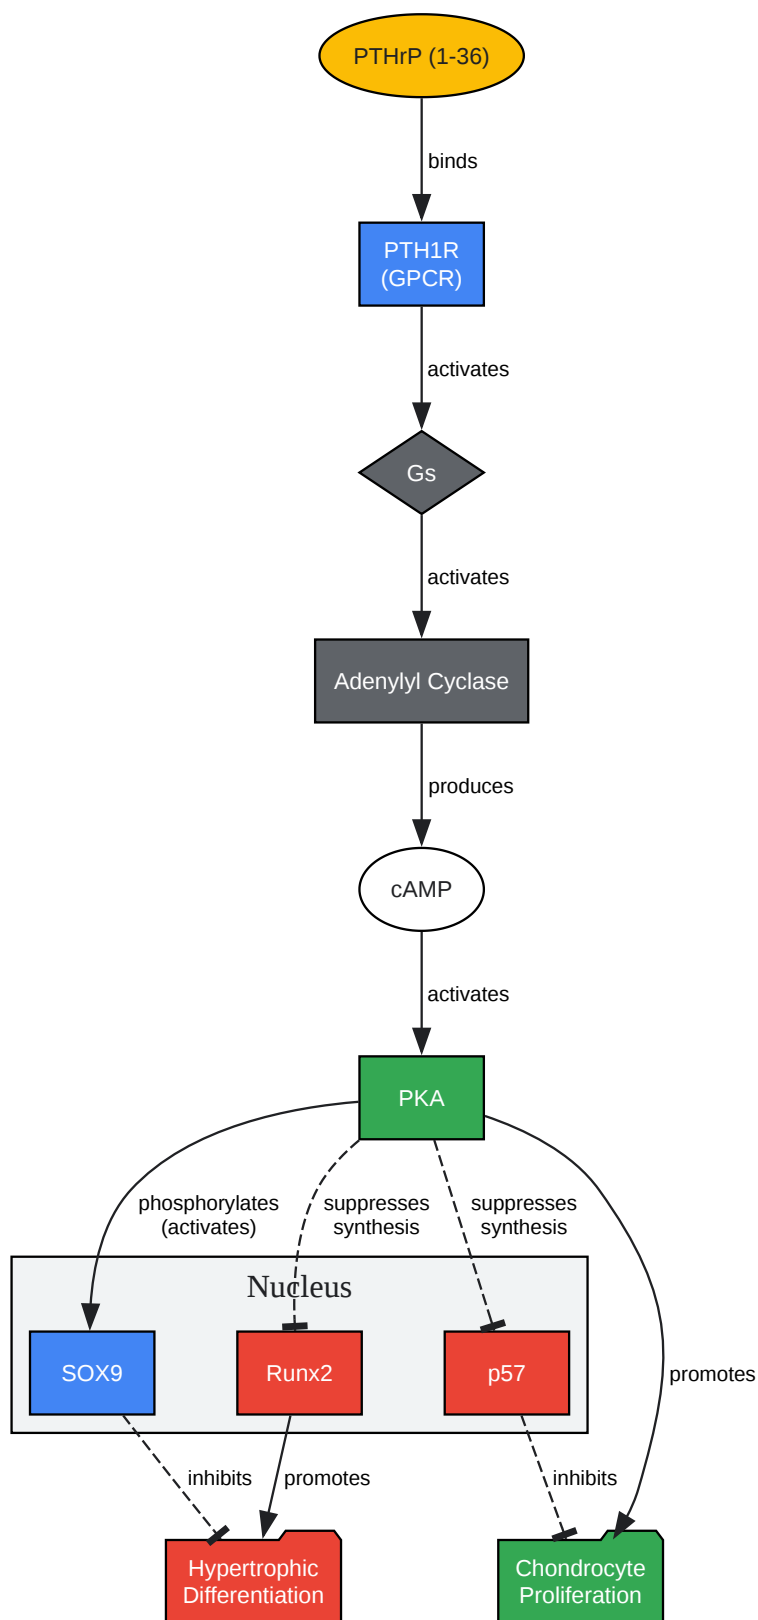 PTHrP (1-36)
binds
PTH1R
(GPCR)
activates
Gs
activates
Adenylyl Cyclase
produces
cAMP
activates
PKA
phosphorylates
(activates)
suppresses
synthesis
suppresses
synthesis
Nucleus
SOX9
Runx2
p57
promotes
inhibits
promotes
inhibits
Hypertrophic
Differentiation
Chondrocyte
Proliferation